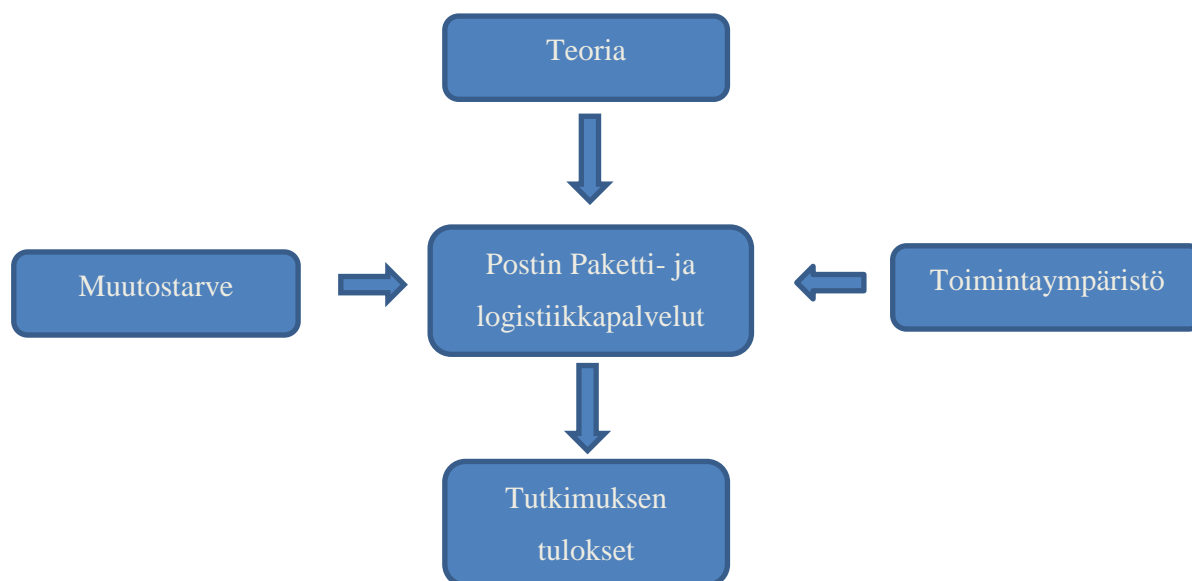 Teoria
Muutostarve
Postin Paketti- ja
logistiikkapalvelut
Toimintaympäristö
Tutkimuksen
tulokset